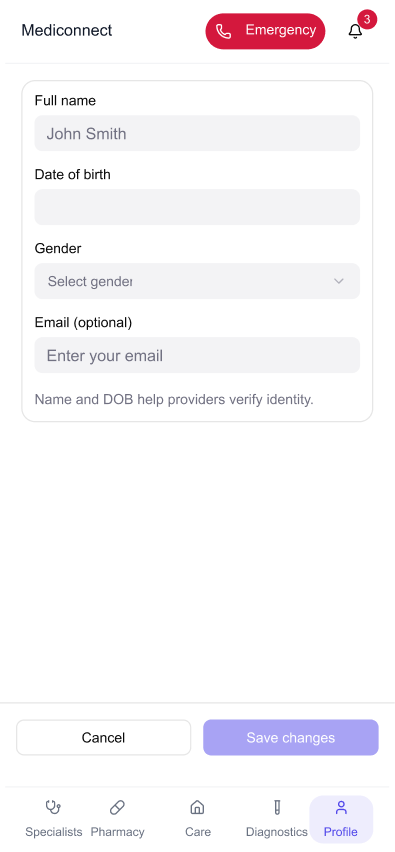 Mediconnect
Emergency
3
Full name
John Smith
Date of birth
Gender
Select gender
Email (optional)
Enter your email
Name and DOB help providers verify identity.
Cancel
Save changes
Specialists
Pharmacy
Care
Diagnostics
Profile